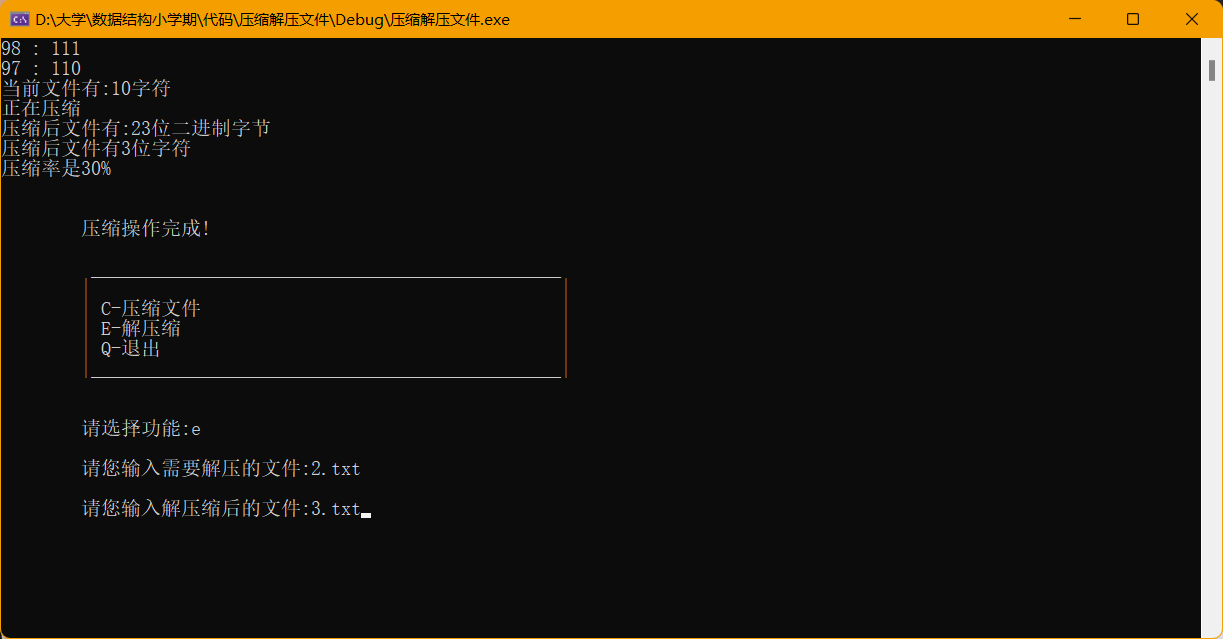 D:\大学\数据结构小学期\代码\压缩解压文件\Debug\压缩解压文件.exe
98 : 111
97 : 110
当前文件有:10字符
正在压缩
压缩后文件有:23位二进制字节
压缩后文件有3位字符
压缩率是30%
压缩操作完成!
C-压缩文件
E-解压缩
Q-退出
请选择功能:e
请您输入需要解压的文件:2.txt
请您输入解压缩后的文件:3.txt